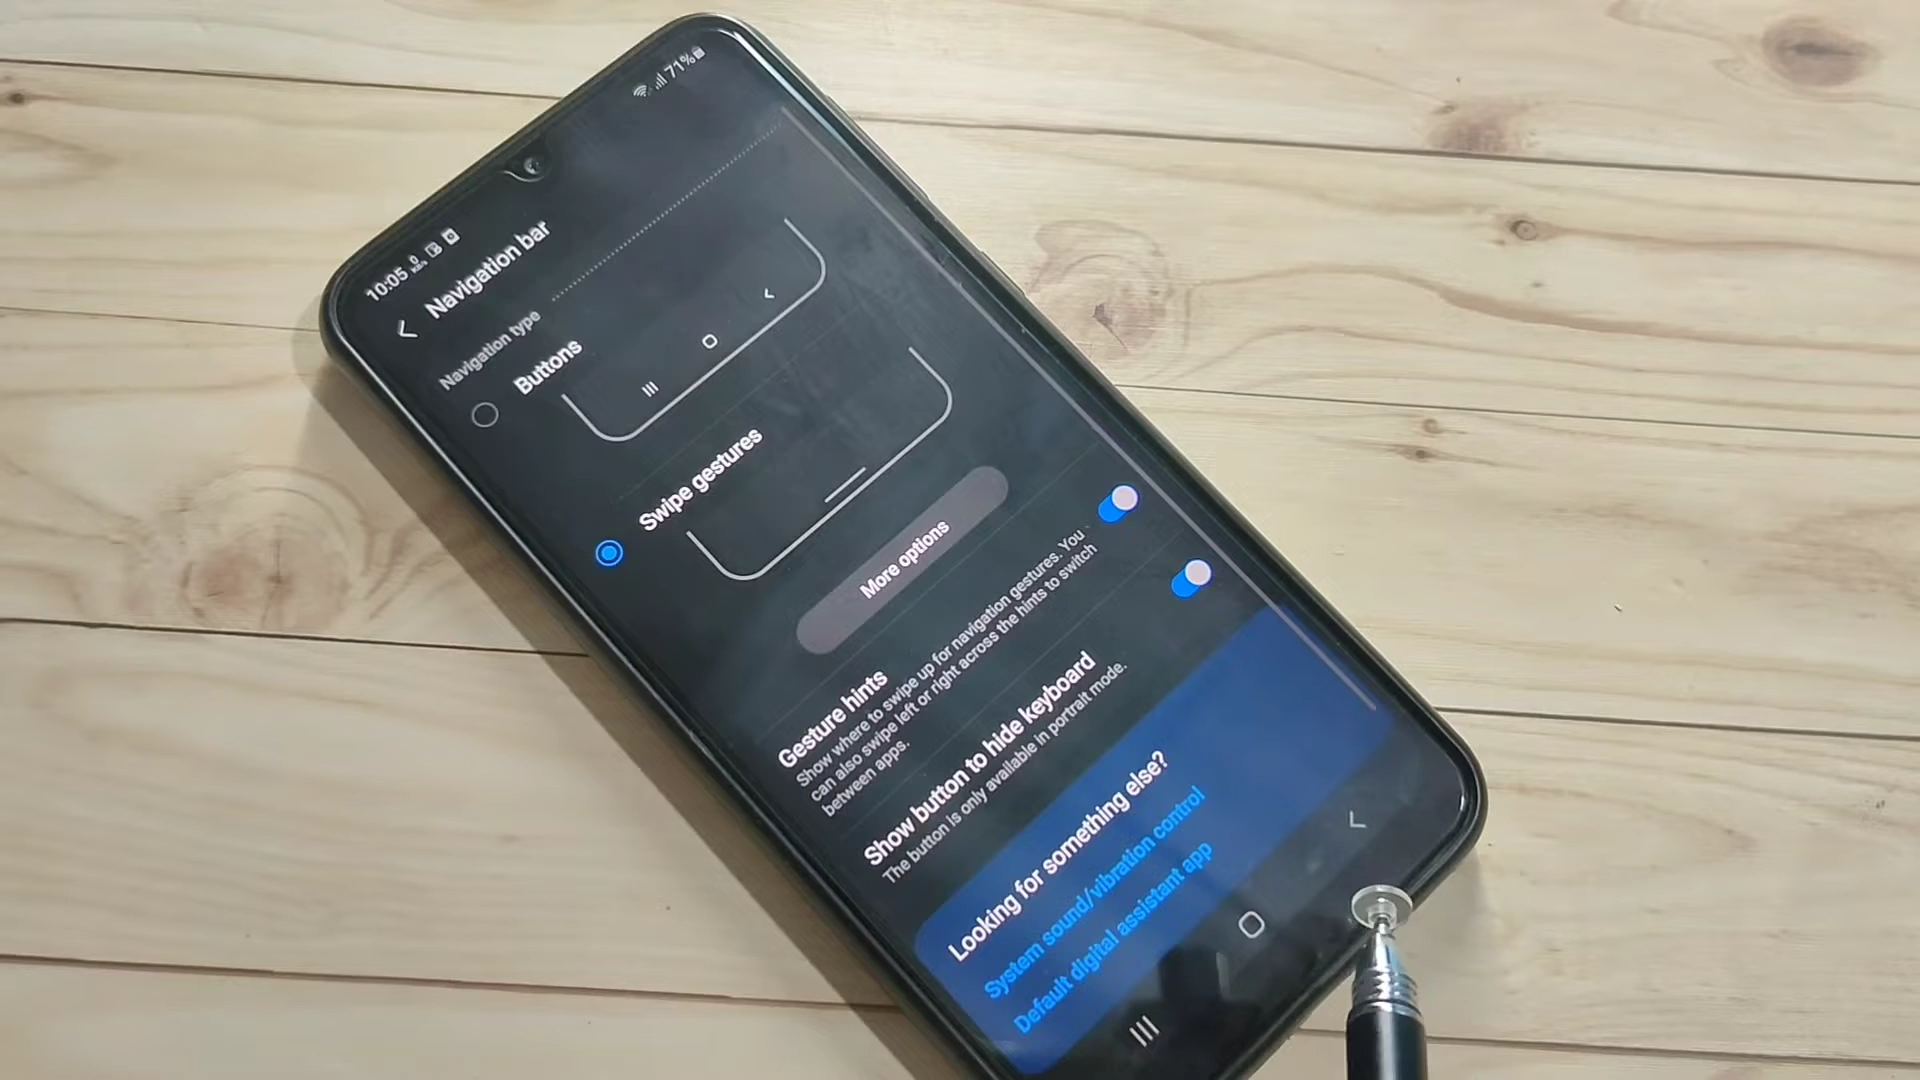 10:05 0 KB/s 71%
Navigation bar
Navigation type
Buttons
Swipe gestures
More options
Gesture hints
Show where to swipe up for navigation gestures. You
can also swipe left or right across the hints to switch
between apps.
Show button to hide keyboard
The button is only available in portrait mode.
Looking for something else?
System sound/vibration control
Default digital assistant app